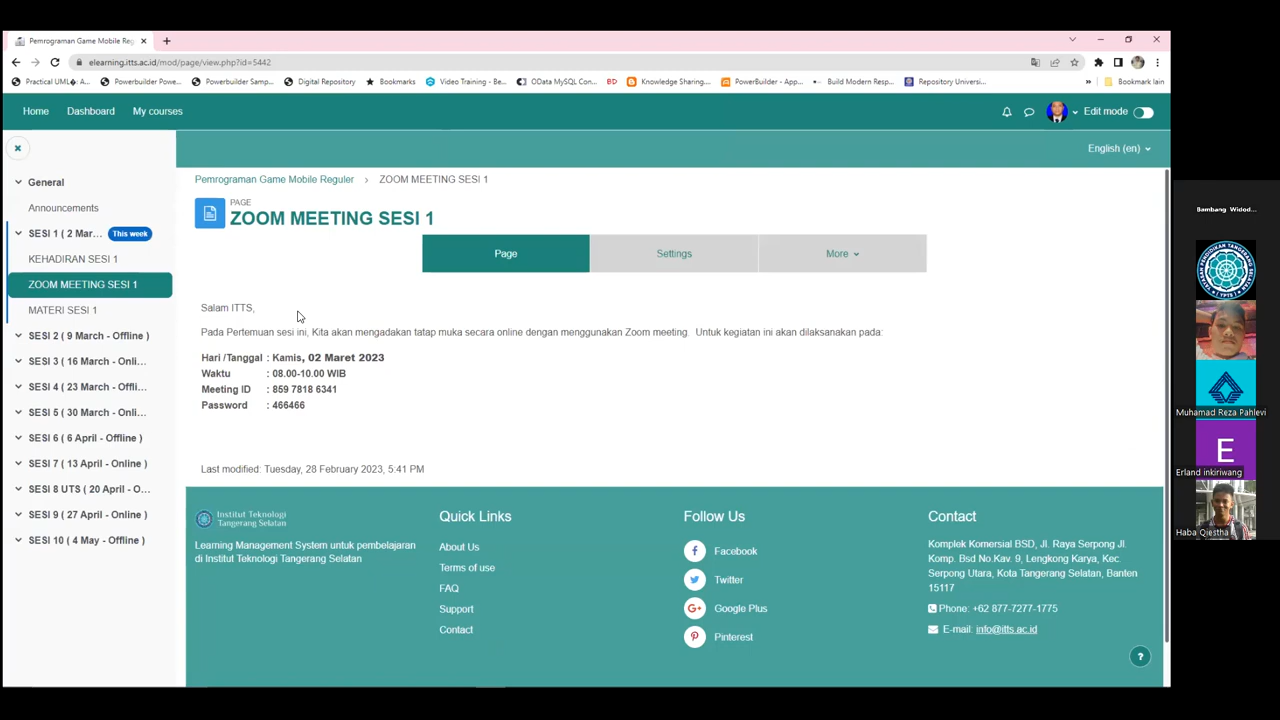 Pemrograman Game Mobile Reg
elearning.itts.ac.id/mod/page/view.php?id=5442
Practical UML
Powerbuilder Power...
Powerbuilder Samp...
Digital Repository
Bookmarks
Video Training - Be...
OData MySQL Con...
BD
Knowledge Sharing...
PowerBuilder - App...
Build Modern Resp...
Repository Universi...
»
Bookmark lain
Home
Dashboard
My courses
Edit mode
English (en)
General
Announcements
SESI 1 ( 2 Mar...
This week
KEHADIRAN SESI 1
ZOOM MEETING SESI 1
MATERI SESI 1
SESI 2 ( 9 March - Offline )
SESI 3 ( 16 March - Onli...
SESI 4 ( 23 March - Offli...
SESI 5 ( 30 March - Onli...
SESI 6 ( 6 April - Offline )
SESI 7 ( 13 April - Online )
SESI 8 UTS ( 20 April - O...
SESI 9 ( 27 April - Online )
SESI 10 ( 4 May - Offline )
Pemrograman Game Mobile Reguler › ZOOM MEETING SESI 1
PAGE
ZOOM MEETING SESI 1
Page
Settings
More
Salam ITTS,
Pada Pertemuan sesi ini, Kita akan mengadakan tatap muka secara online dengan menggunakan Zoom meeting. Untuk kegiatan ini akan dilaksanakan pada:
Hari /Tanggal : Kamis, 02 Maret 2023
Waktu : 08.00-10.00 WIB
Meeting ID : 859 7818 6341
Password : 466466
Last modified: Tuesday, 28 February 2023, 5:41 PM
Institut Teknologi
Tangerang Selatan
Learning Management System untuk pembelajaran
di Institut Teknologi Tangerang Selatan
Quick Links
About Us
Terms of use
FAQ
Support
Contact
Follow Us
Facebook
Twitter
G+ Google Plus
Pinterest
Contact
Komplek Komersial BSD, Jl. Raya Serpong Jl.
Komp. Bsd No.Kav. 9, Lengkong Karya, Kec.
Serpong Utara, Kota Tangerang Selatan, Banten
15117
Phone: +62 877-7277-1775
E-mail: info@itts.ac.id
?
Bambang Widod...
Muhamad Reza Pahlevi
E
Erland inkiriwang
Haba Qiestha